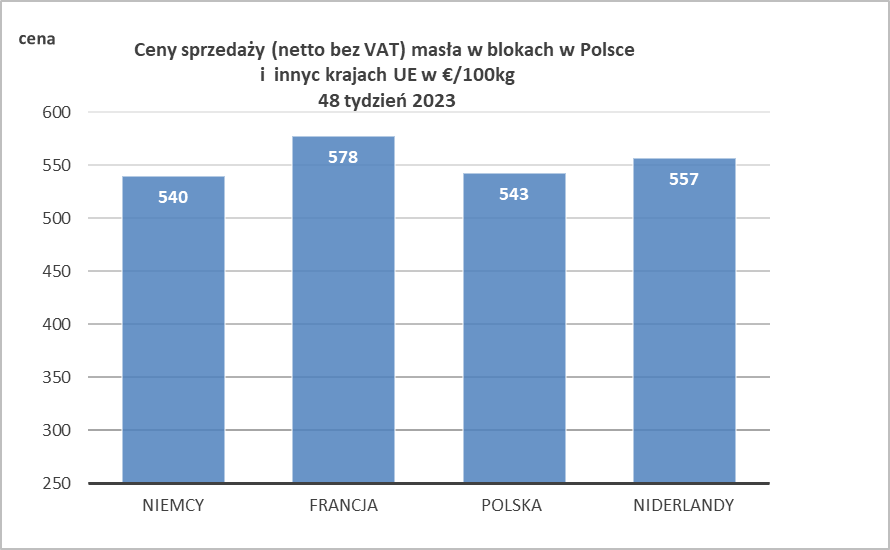 cena
Ceny sprzedaży (netto bez VAT) masła w blokach w Polsce
i innyc krajach UE w €/100kg
48 tydzień 2023
600
550
500
450
400
350
300
250
540
578
543
557
NIEMCY
FRANCJA
POLSKA
NIDERLANDY